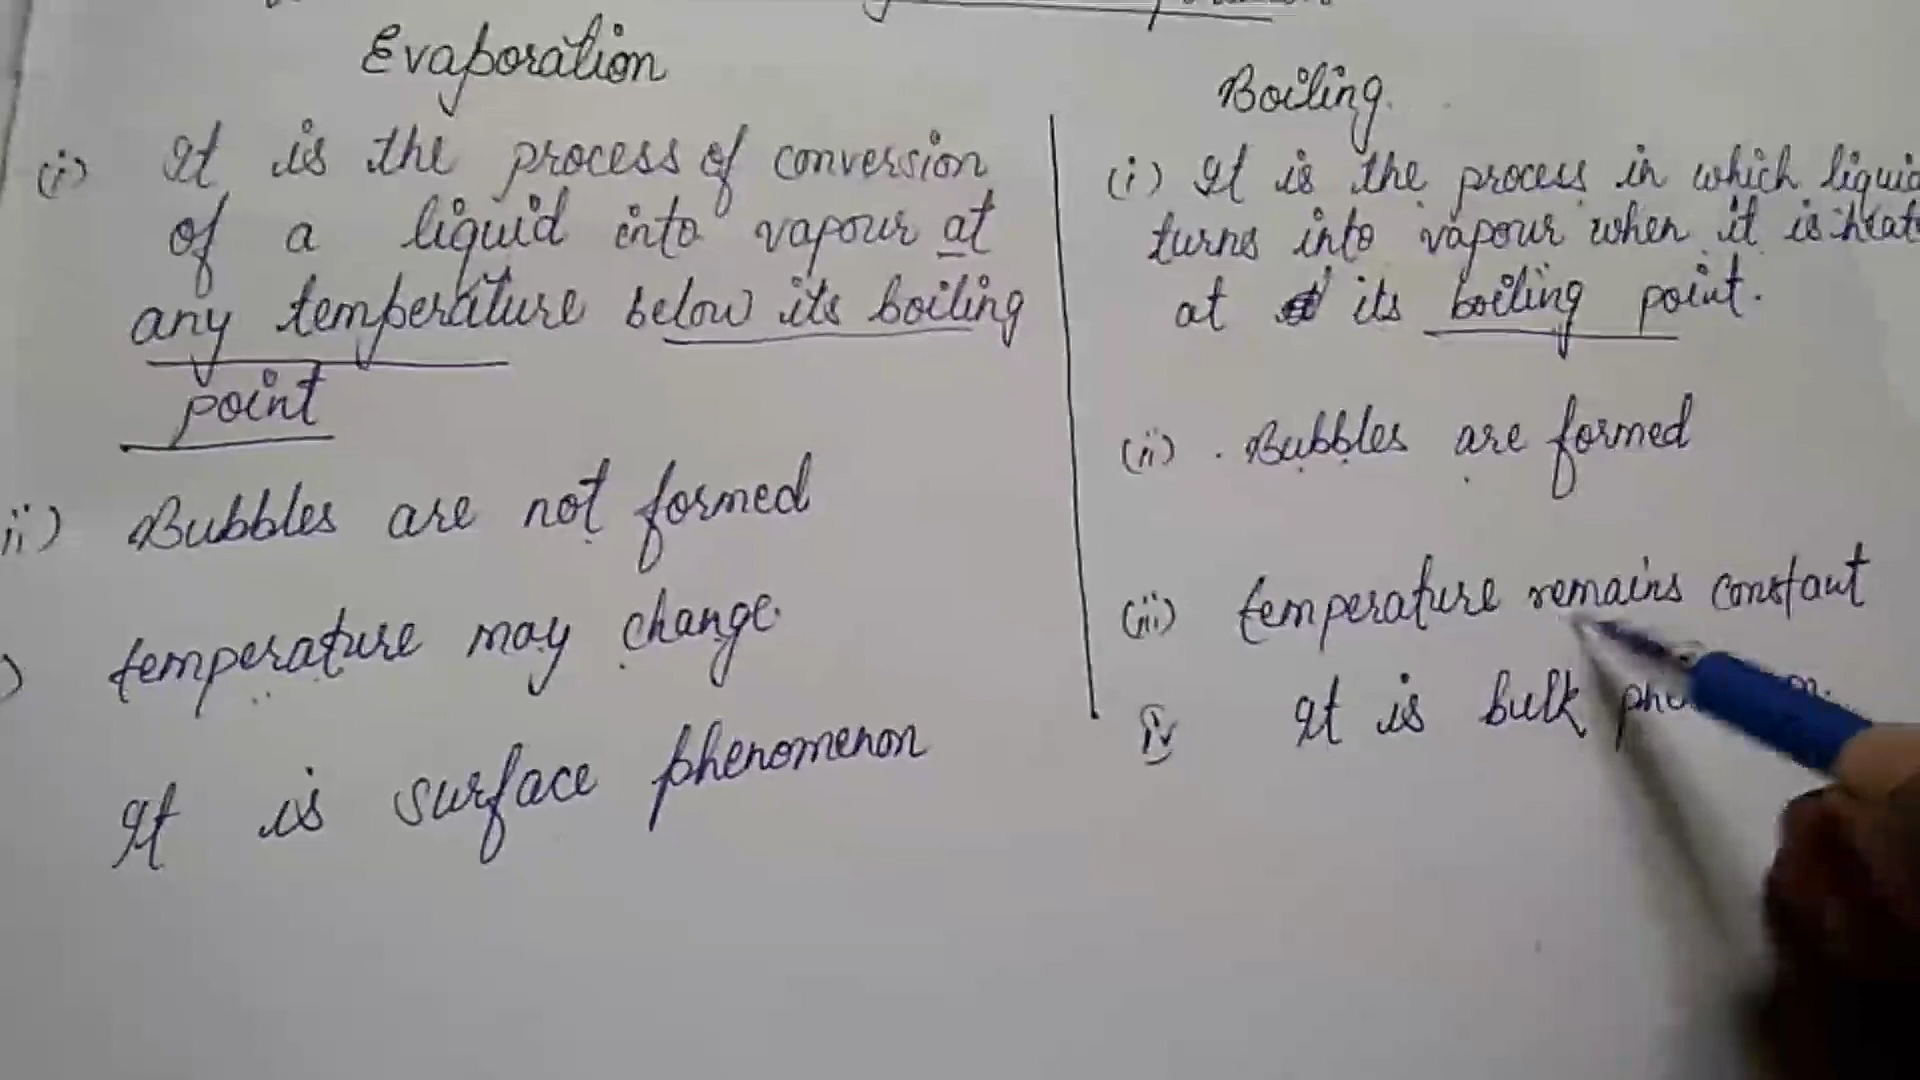 Evaporation
(i) It is the process of conversion
of a liquid into vapour at
any temperature below its boiling
point
ii) Bubbles are not formed
) temperature may change.
It is surface phenomenon
Boiling.
(i) It is the process in which liquid
turns into vapour when it is heat
at its boiling point.
(ii) . Bubbles are formed
(iii) temperature remains constant
iv It is bulk